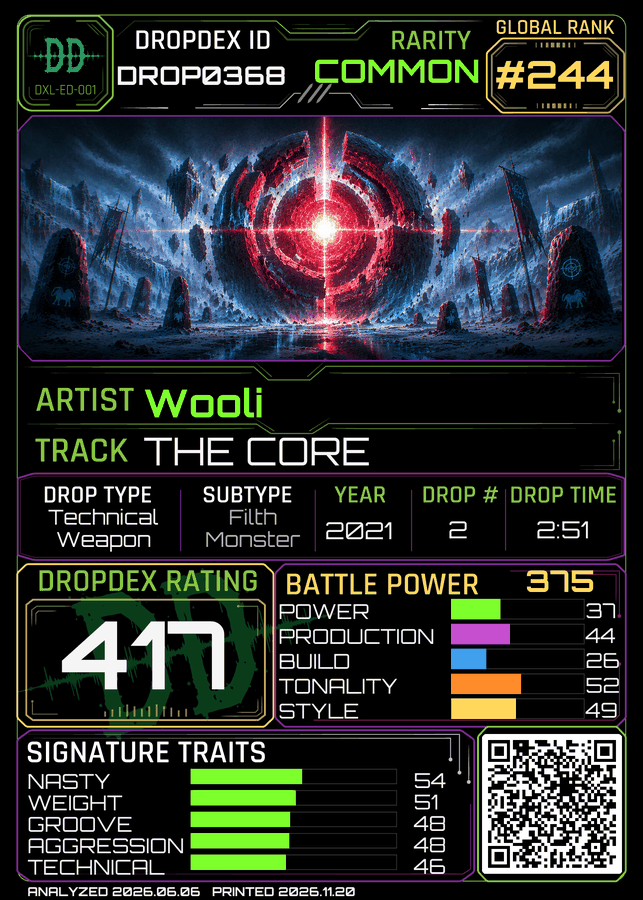 DD
DXL-ED-001
DROPDEX ID
DROP0368
RARITY
COMMON
GLOBAL RANK
#244
ARTIST Wooli
TRACK THE CORE
DROP TYPE
Technical
Weapon
SUBTYPE
Filth
Monster
YEAR
2021
DROP #
2
DROP TIME
2:51
DROPDEX RATING
417
BATTLE POWER 375
POWER 37
PRODUCTION 44
BUILD 26
TONALITY 52
STYLE 49
SIGNATURE TRAITS
NASTY 54
WEIGHT 51
GROOVE 48
AGGRESSION 48
TECHNICAL 46
ANALYZED 2026.06.06 PRINTED 2026.11.20